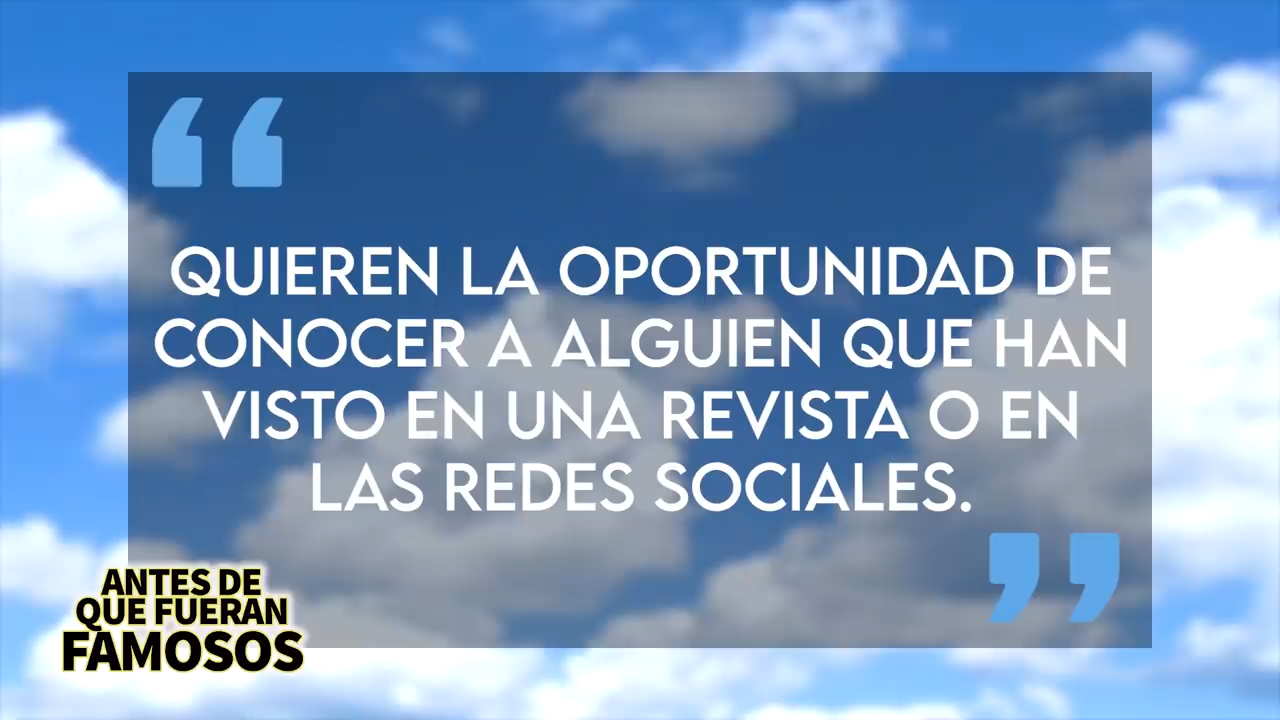 “
QUIEREN LA OPORTUNIDAD DE
CONOCER A ALGUIEN QUE HAN
VISTO EN UNA REVISTA O EN
LAS REDES SOCIALES.
”
ANTES DE
QUE FUERAN
FAMOSOS